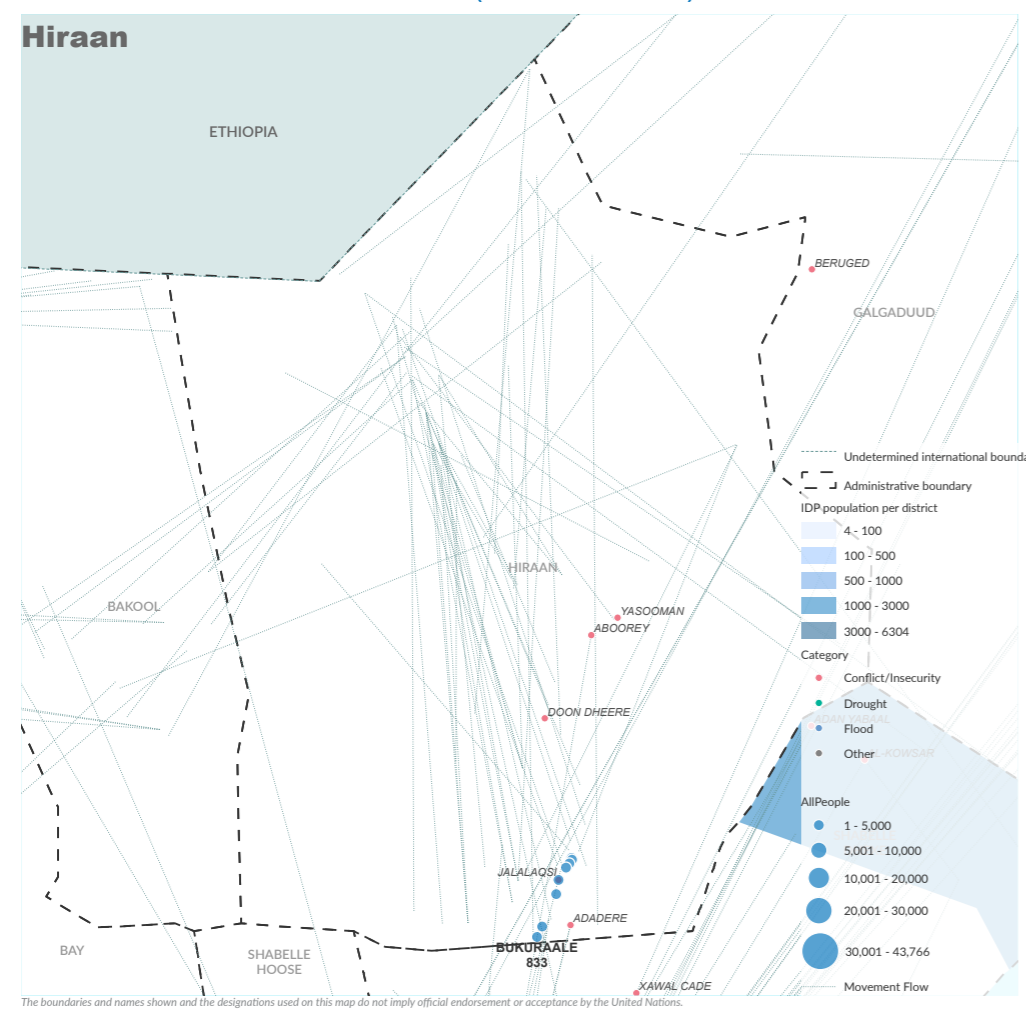 Hiraan
ETHIOPIA
BERUGED
GALGADUUD
Undetermined international bounda
Administrative boundary
IDP population per district
4 - 100
100 - 500
500 - 1000
1000 - 3000
3000 - 6304
HIRAAN
BAKOOL
YASOOMAN
ABOOREY
Category
Conflict/Insecurity
Drought
DOON DHEERE
ADAN YABAAL
Flood
Other
L-KOWSAR
AllPeople
1 - 5,000
5,001 - 10,000
10,001 - 20,000
20,001 - 30,000
30,001 - 43,766
JALALAQSI
ADADERE
BUKURAALE
833
BAY
SHABELLE
HOOSE
XAWAL CADE
Movement Flow
The boundaries and names shown and the designations used on this map do not imply official endorsement or acceptance by the United Nations.